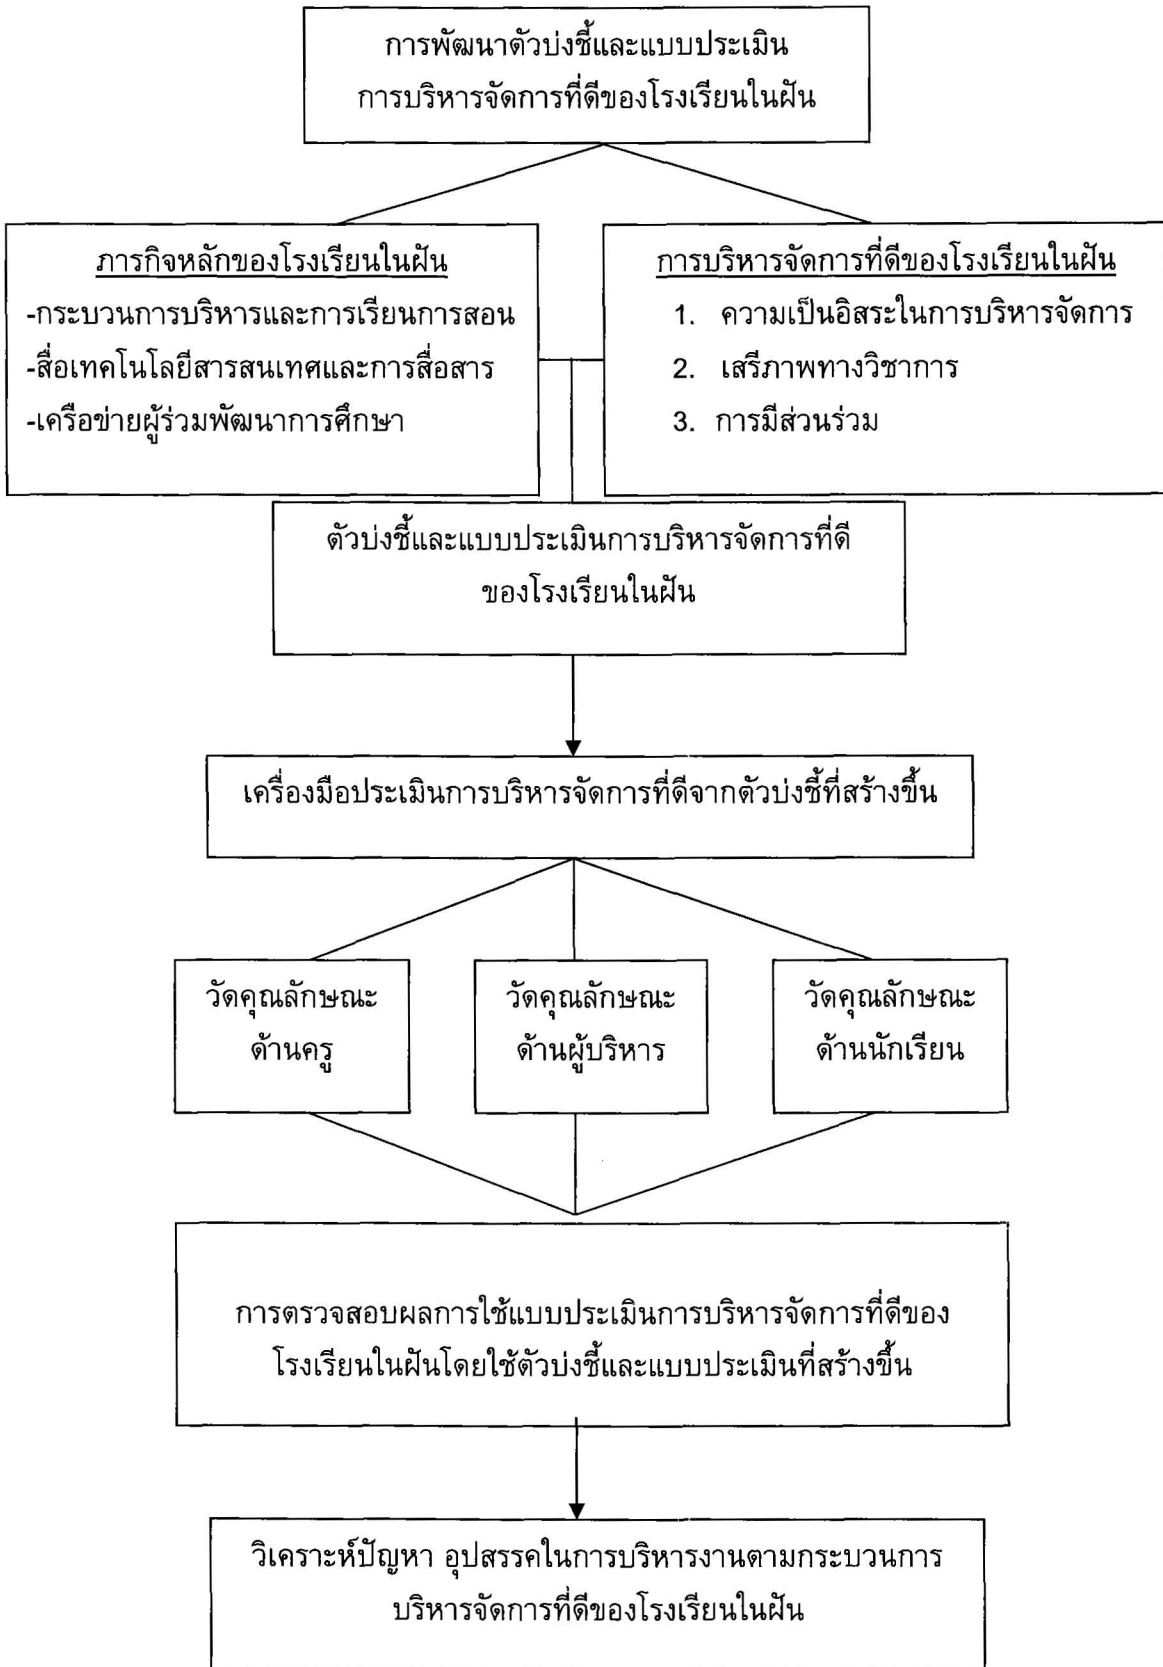 การพัฒนาตัวบ่งชี้และแบบประเมิน
การบริหารจัดการที่ดีของโรงเรียนในฝัน
ภารกิจหลักของโรงเรียนในฝัน
-กระบวนการบริหารและการเรียนการสอน
-สื่อเทคโนโลยีสารสนเทศและการสื่อสาร
-เครือข่ายผู้ร่วมพัฒนาการศึกษา
การบริหารจัดการที่ดีของโรงเรียนในฝัน
1. ความเป็นอิสระในการบริหารจัดการ
2. เสรีภาพทางวิชาการ
3. การมีส่วนร่วม
ตัวบ่งชี้และแบบประเมินการบริหารจัดการที่ดี
ของโรงเรียนในฝัน
เครื่องมือประเมินการบริหารจัดการที่ดีจากตัวบ่งชี้ที่สร้างขึ้น
วัดคุณลักษณะ
ด้านครู
วัดคุณลักษณะ
ด้านผู้บริหาร
วัดคุณลักษณะ
ด้านนักเรียน
การตรวจสอบผลการใช้แบบประเมินการบริหารจัดการที่ดีของ
โรงเรียนในฝันโดยใช้ตัวบ่งชี้และแบบประเมินที่สร้างขึ้น
วิเคราะห์ปัญหา อุปสรรคในการบริหารงานตามกระบวนการ
บริหารจัดการที่ดีของโรงเรียนในฝัน